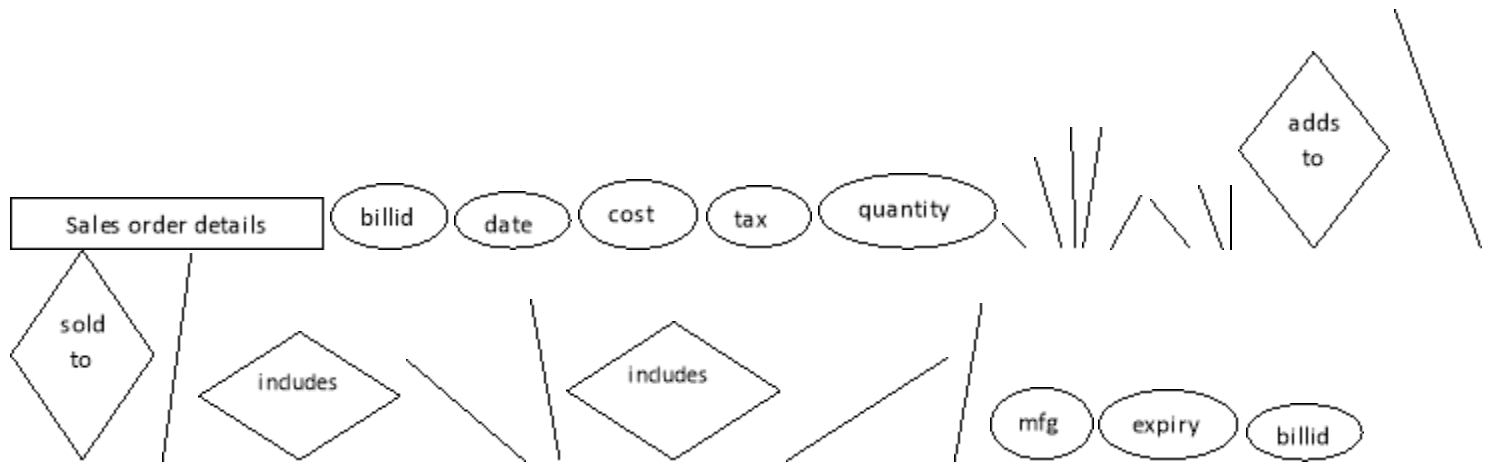 adds
to
Sales order details
billid
date
cost
tax
quantity
sold
to
includes
includes
mfg
expiry
billid